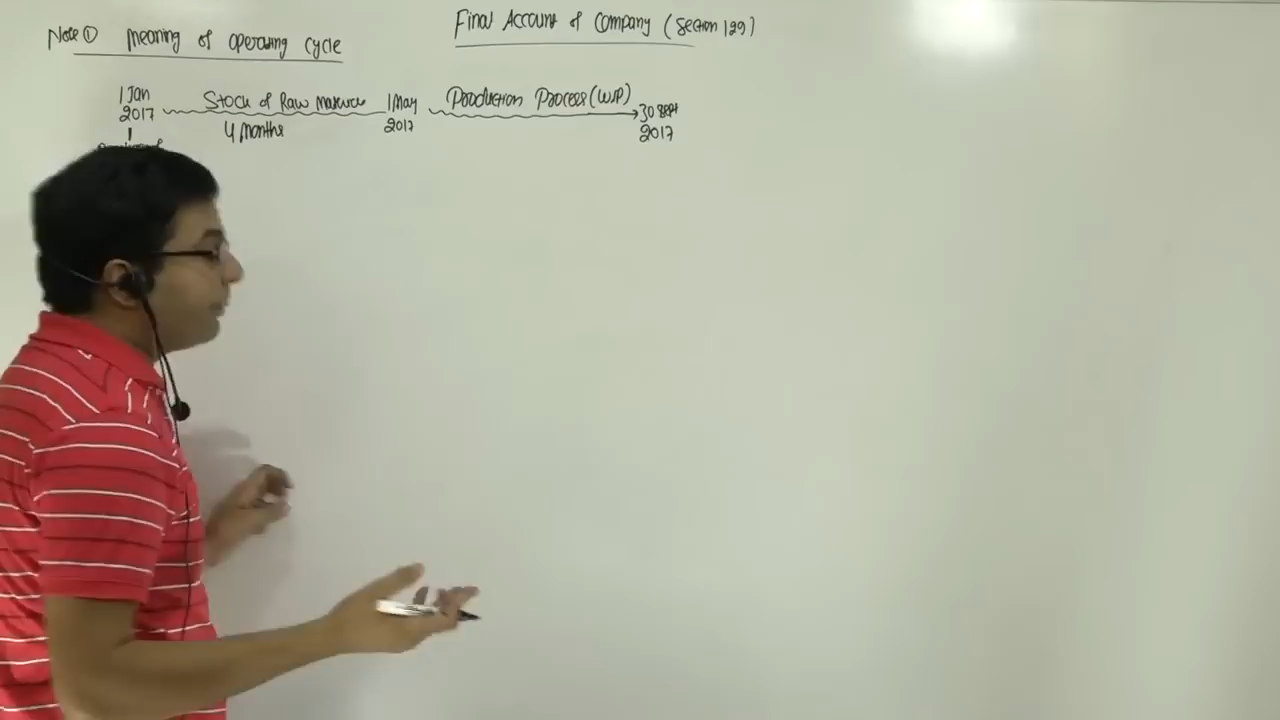 Final Account of Company (Section 129)
Note ① Meaning of Operating Cycle
1 Jan 2017 Stock of Raw Material 1 May 2017 Production Process (WIP) 30 Sept 2017
4 Months